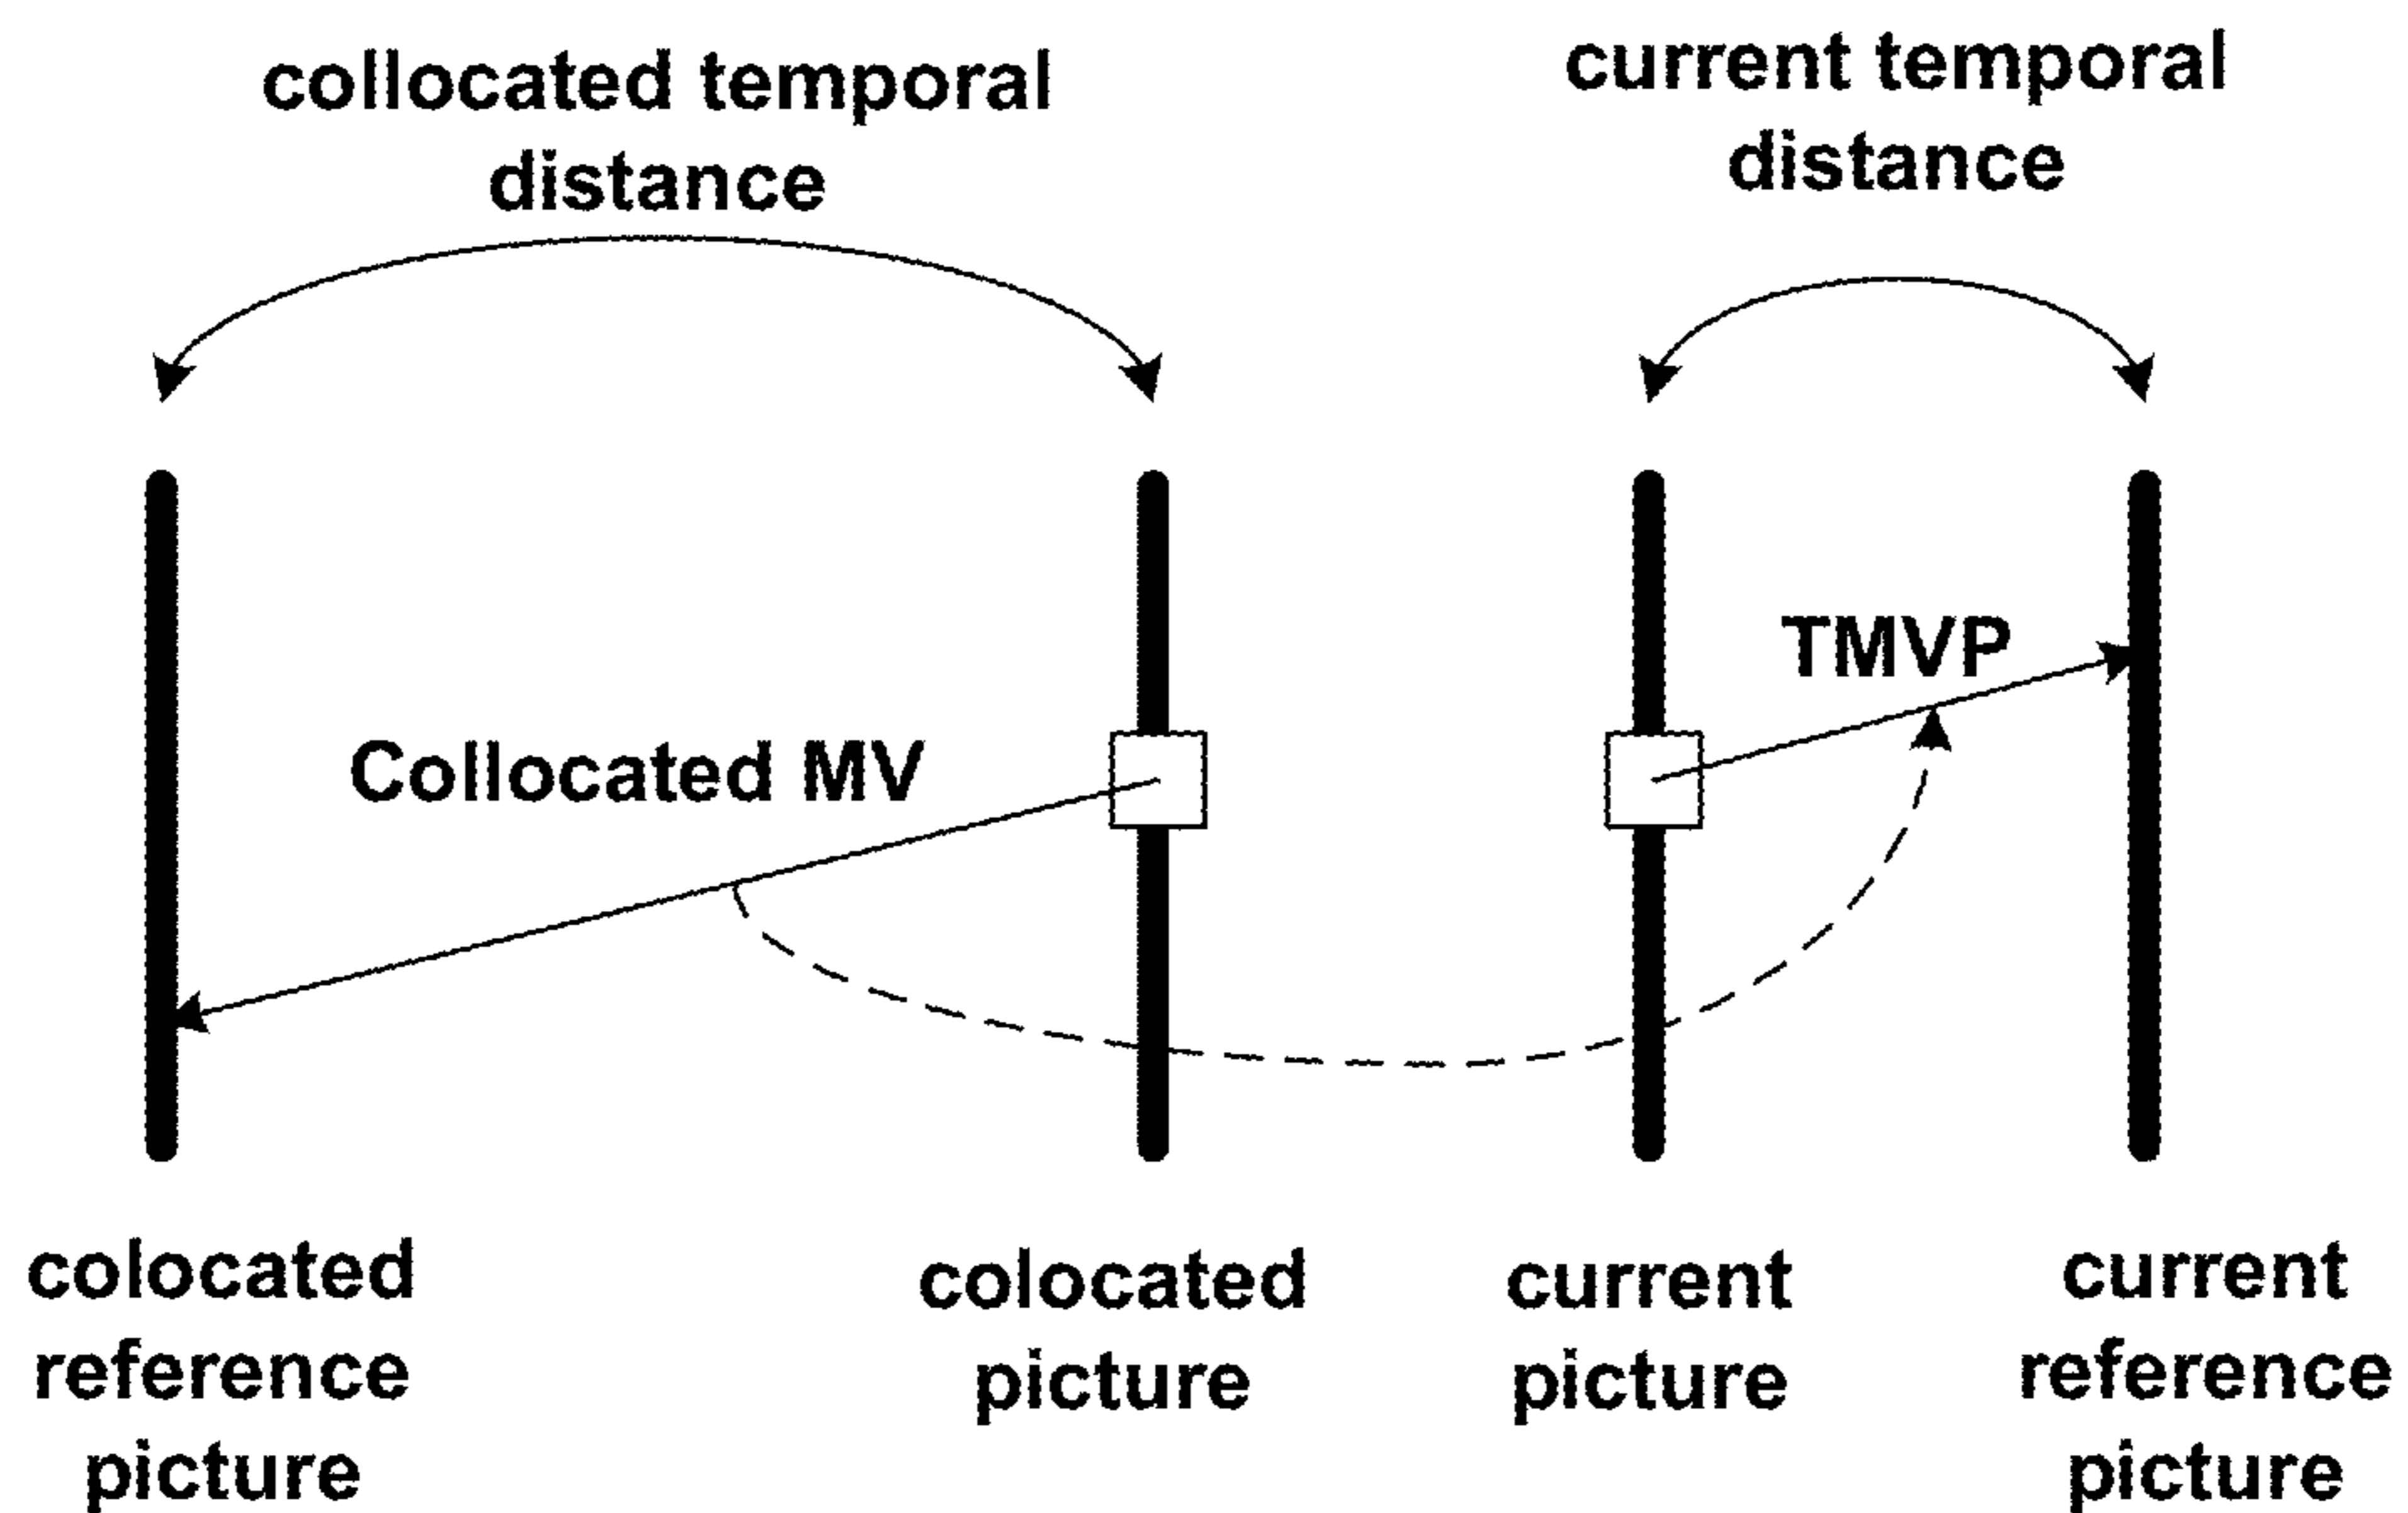 collocated temporal
distance
current temporal
distance
TMVP
Collocated MV
colocated
reference
picture
colocated
picture
current
picture
current
reference
picture